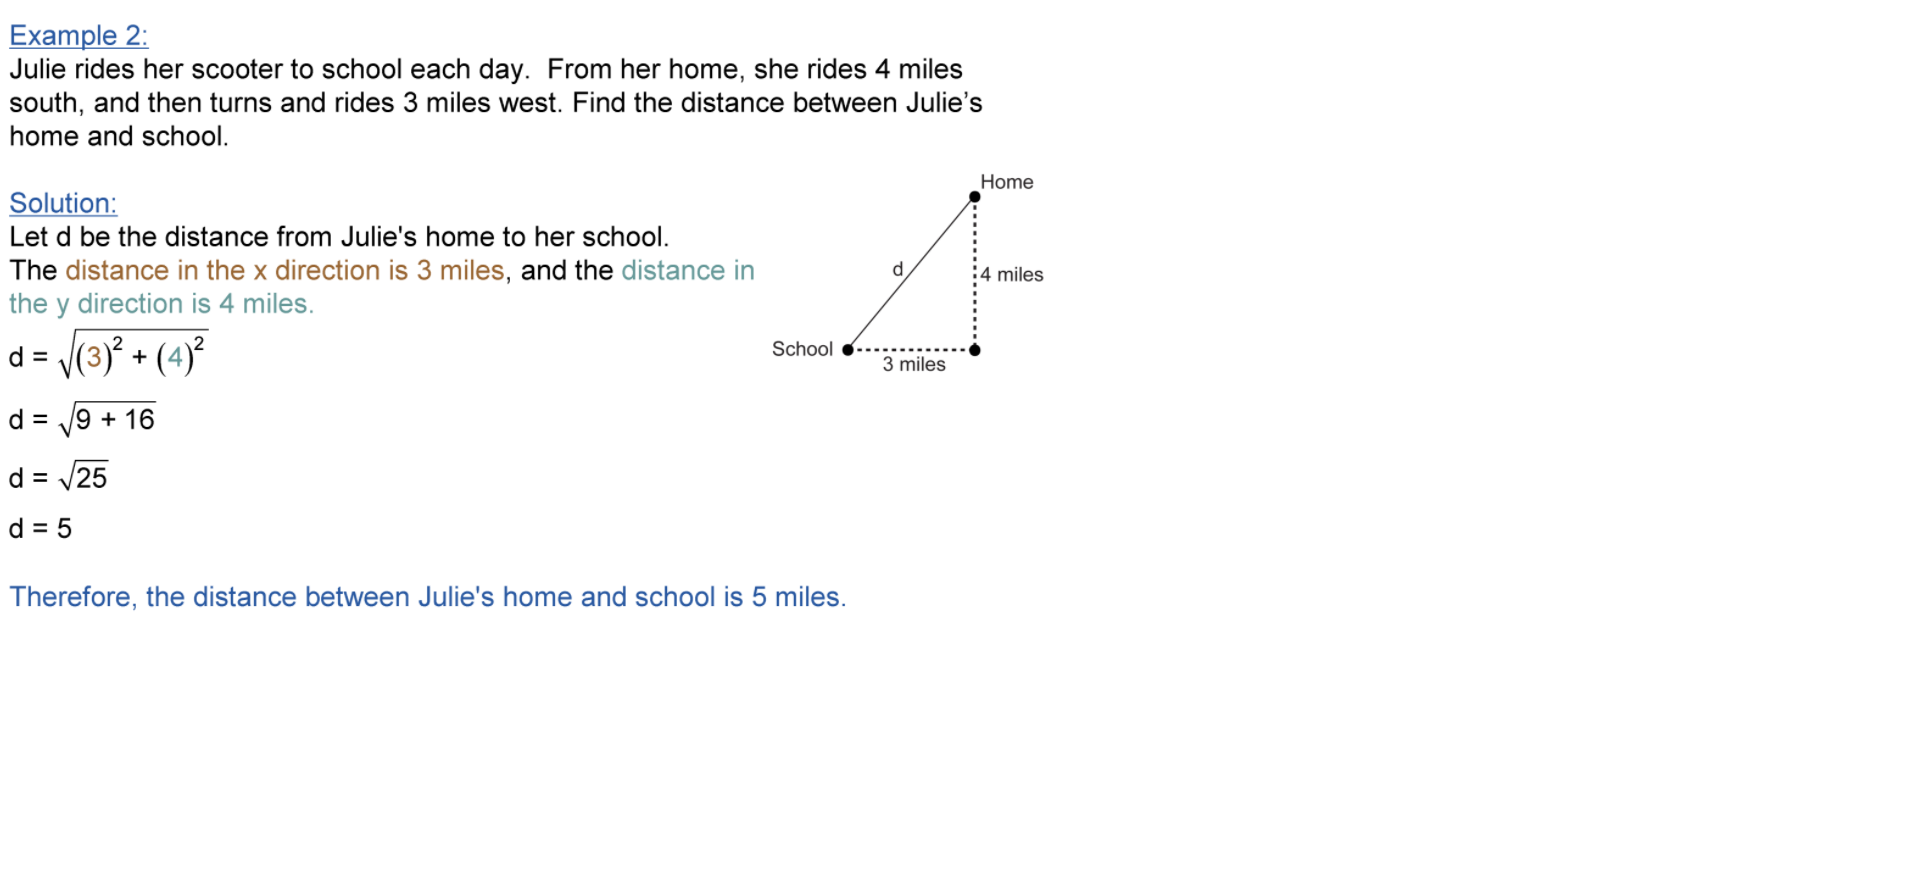 Example 2:
Julie rides her scooter to school each day.  From her home, she rides 4 miles
south, and then turns and rides 3 miles west. Find the distance between Julie’s
home and school.
Solution:
Let d be the distance from Julie's home to her school.
The distance in the x direction is 3 miles, and the distance in
the y direction is 4 miles.
d = √((3)² + (4)²)
d = √(9 + 16)
d = √25
d = 5
Therefore, the distance between Julie's home and school is 5 miles.
Home
d
4 miles
School
3 miles